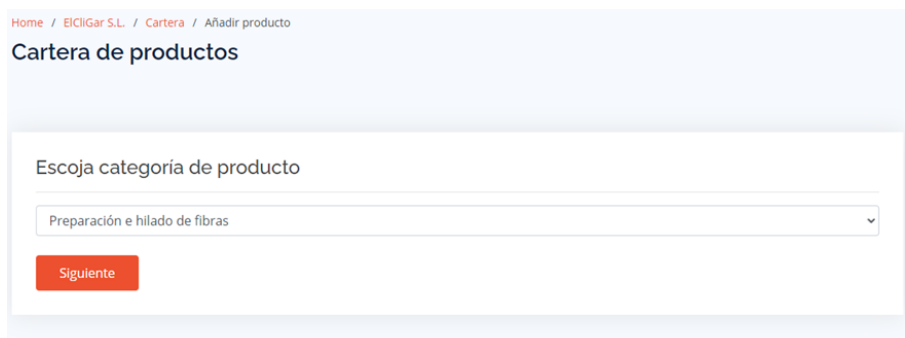 Home / ElCliGar S.L. / Cartera / Añadir producto
Cartera de productos
Escoja categoría de producto
Preparación e hilado de fibras
Siguiente